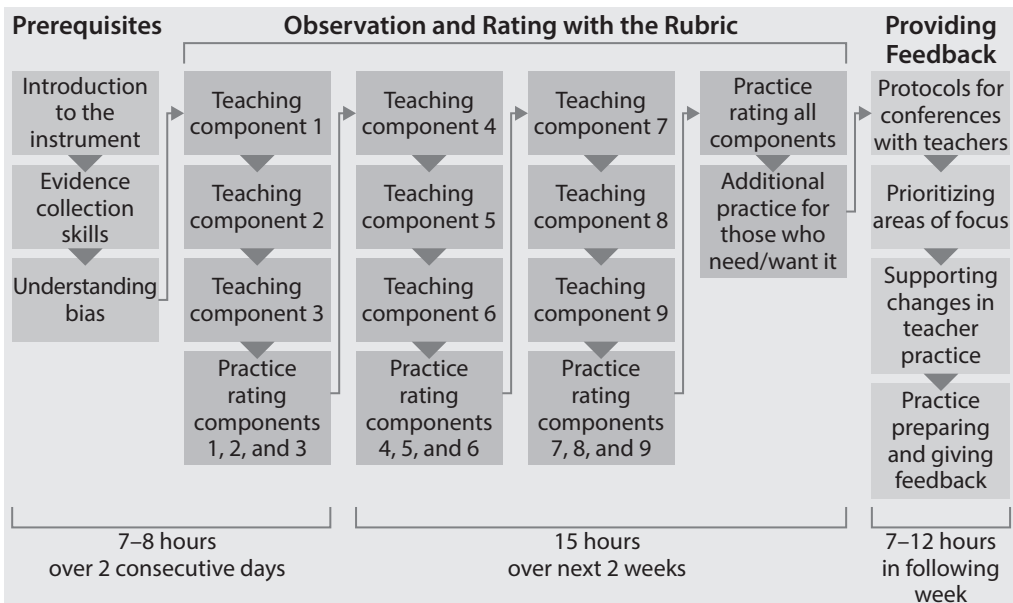 Prerequisites
Observation and Rating with the Rubric
Providing
Feedback
Introduction
to the
instrument
Evidence
collection
skills
Understanding
bias
Teaching
component 1
Teaching
component 2
Teaching
component 3
Practice
rating
components
1, 2, and 3
Teaching
component 4
Teaching
component 5
Teaching
component 6
Practice
rating
components
4, 5, and 6
Teaching
component 7
Teaching
component 8
Teaching
component 9
Practice
rating
components
7, 8, and 9
Practice
rating all
components
Additional
practice for
those who
need/want it
Protocols for
conferences
with teachers
Prioritizing
areas of focus
Supporting
changes in
teacher
practice
Practice
preparing
and giving
feedback
7–8 hours
over 2 consecutive days
15 hours
over next 2 weeks
7–12 hours
in following
week